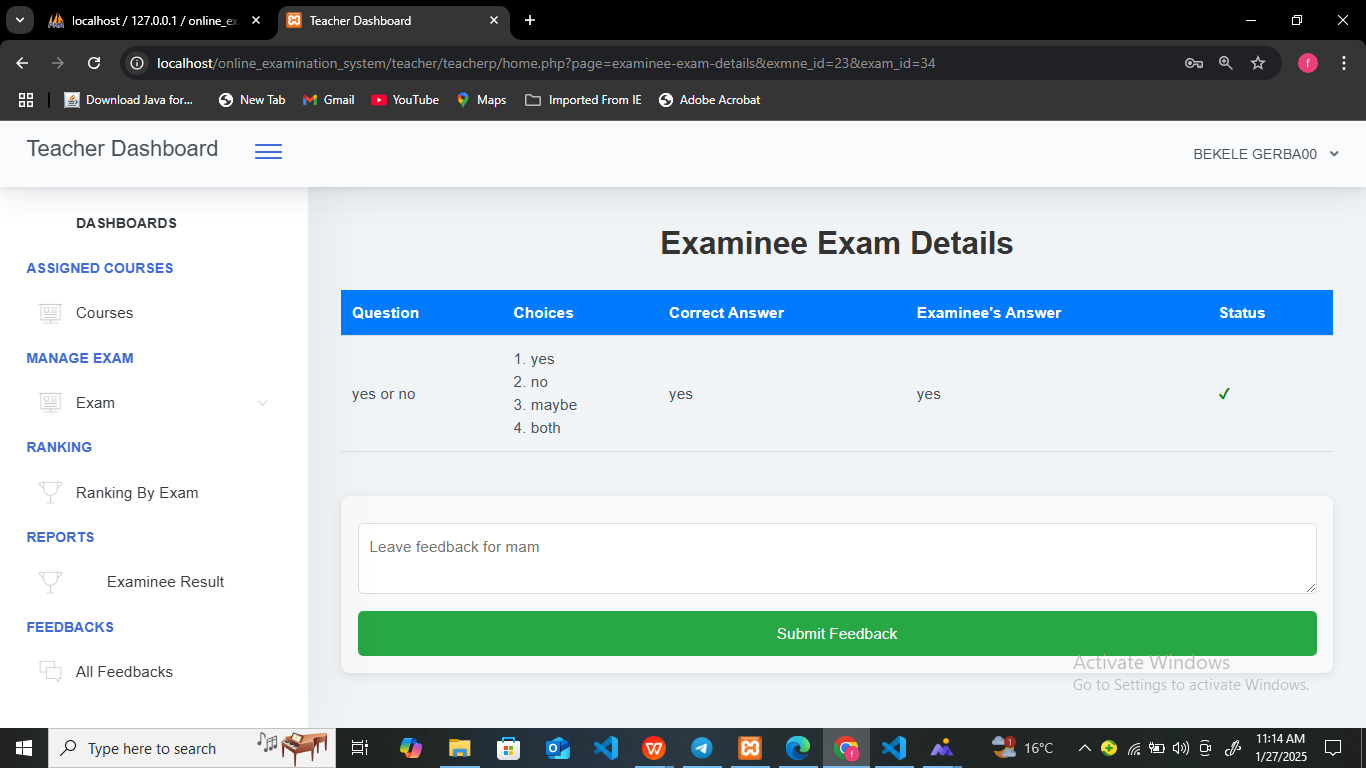 localhost / 127.0.0.1 / online_ex
Teacher Dashboard
localhost/online_examination_system/teacher/teacherp/home.php?page=examinee-exam-details&exmne_id=23&exam_id=34
f
Download Java for...
New Tab
Gmail
YouTube
Maps
Imported From IE
Adobe Acrobat
Teacher Dashboard
BEKELE GERBA00
DASHBOARDS
ASSIGNED COURSES
Courses
MANAGE EXAM
Exam
RANKING
Ranking By Exam
REPORTS
Examinee Result
FEEDBACKS
All Feedbacks
Examinee Exam Details
Question Choices Correct Answer Examinee's Answer Status
yes or no
1. yes
2. no
3. maybe
4. both
yes
yes
✓
Leave feedback for mam
Submit Feedback
Activate Windows
Go to Settings to activate Windows.
Type here to search
16°C
11:14 AM
1/27/2025